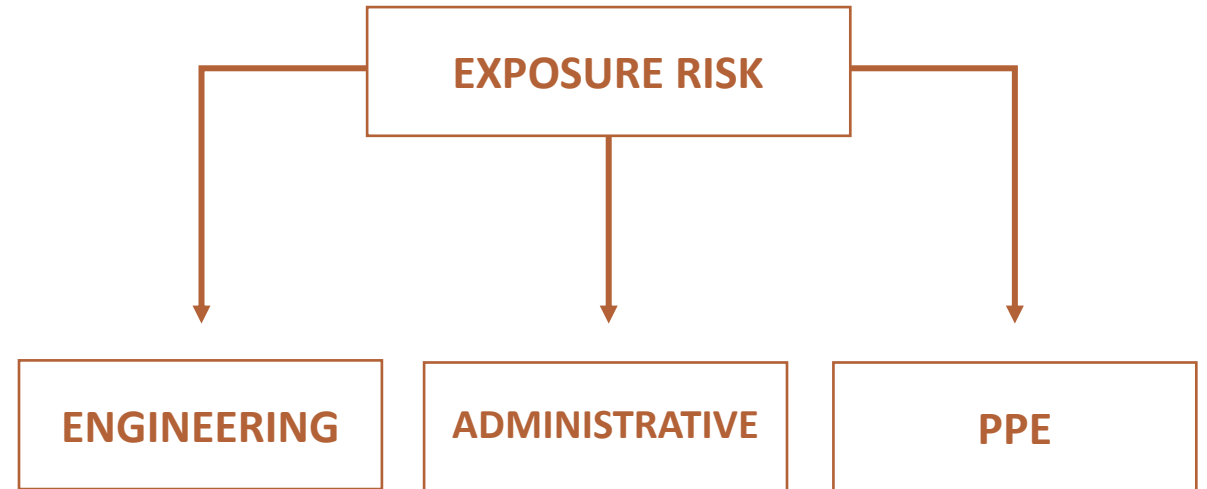 EXPOSURE RISK
ENGINEERING
ADMINISTRATIVE
PPE